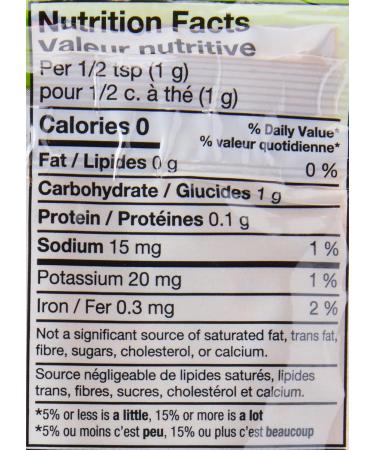 Nutrition Facts
Valeur nutritive
Per 1/2 tsp (1 g)
pour 1/2 c. à thé (1 g)
Calories 0
% Daily Value*
% valeur quotidienne*
Fat / Lipides 0 g 0 %
Carbohydrate / Glucides 1 g
Protein / Protéines 0.1 g
Sodium 15 mg 1 %
Potassium 20 mg 1 %
Iron / Fer 0.3 mg 2 %
Not a significant source of saturated fat, trans fat,
fibre, sugars, cholesterol, or calcium.
Source négligeable de lipides saturés, lipides
trans, fibres, sucres, cholestérol et calcium.
*5% or less is a little, 15% or more is a lot
*5% ou moins c'est peu, 15% ou plus c'est beaucoup